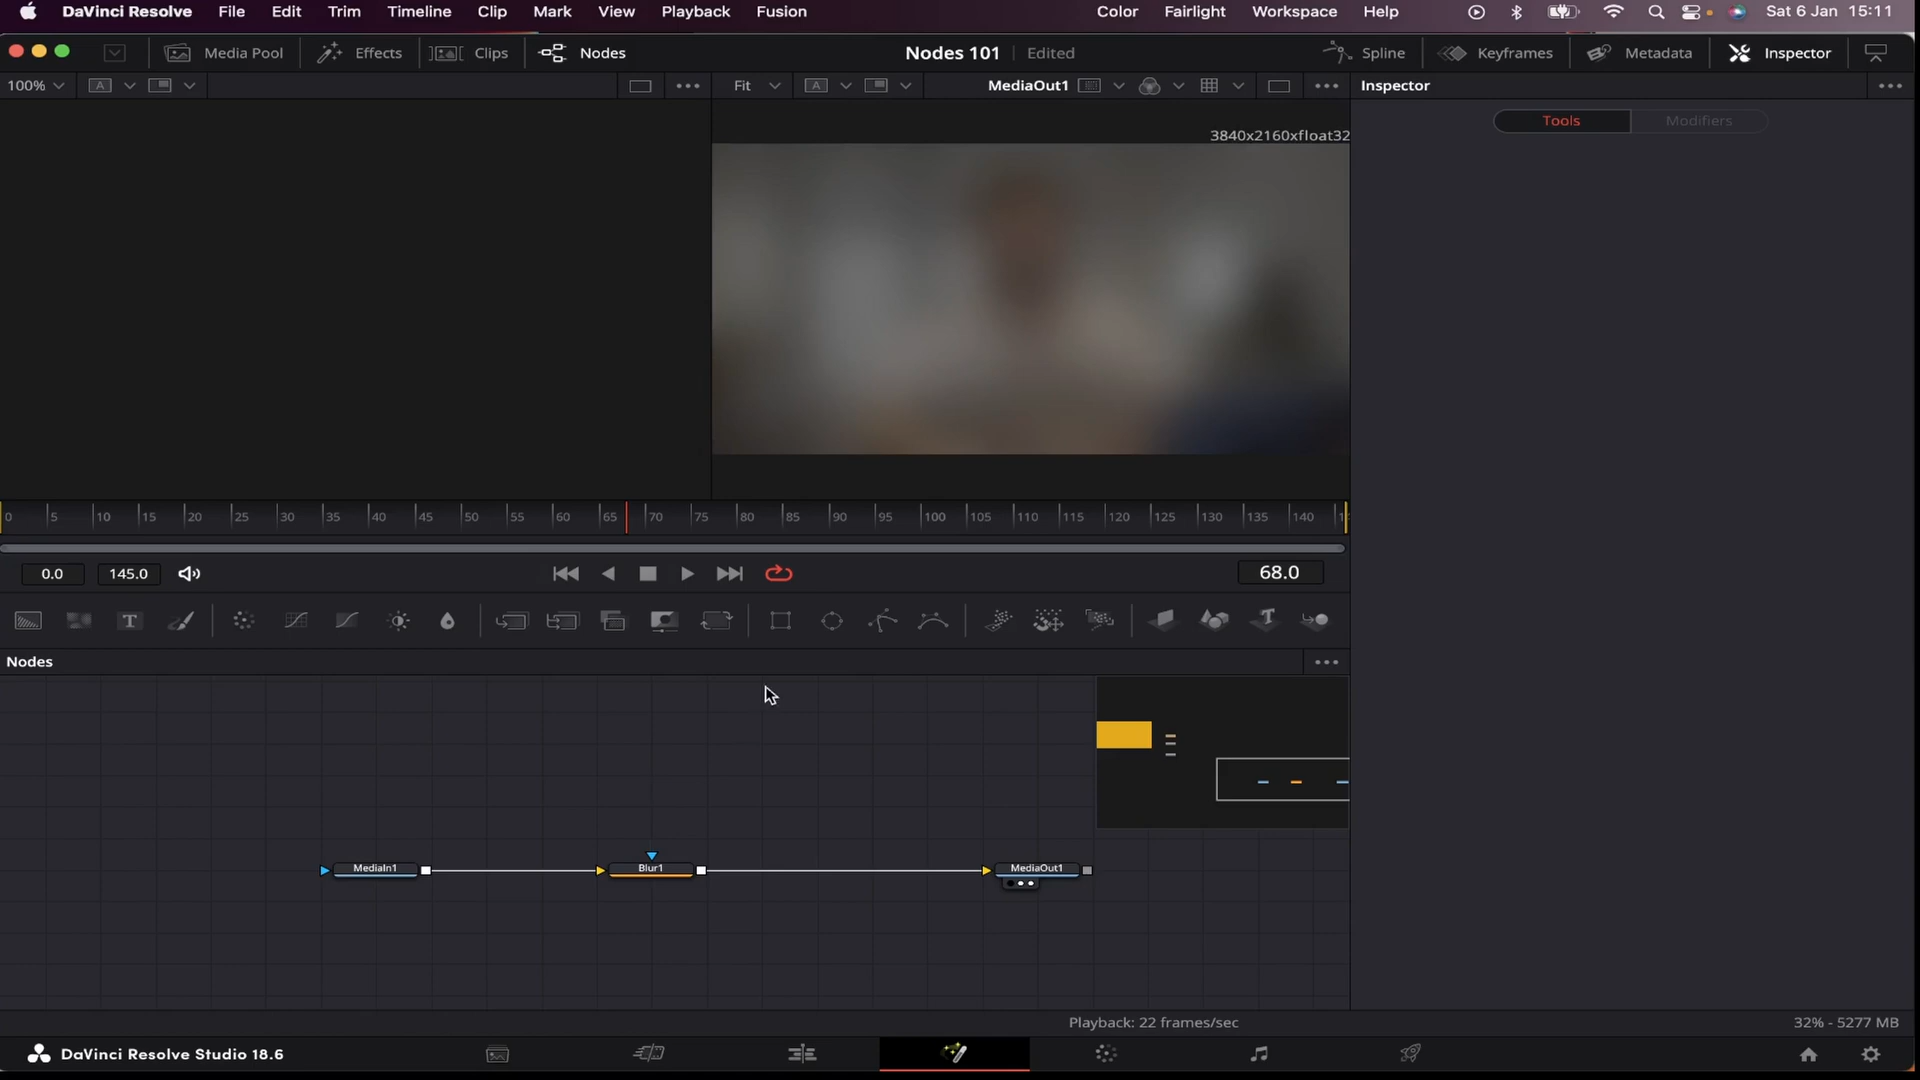 DaVinci Resolve File Edit Trim Timeline Clip Mark View Playback Fusion Color Fairlight Workspace Help Sat 6 Jan 15:11
Media Pool Effects Clips Nodes Nodes 101 Edited Spline Keyframes Metadata Inspector
100% A Fit A MediaOut1 Inspector
Tools Modifiers
3840x2160xfloat32
0 5 10 15 20 25 30 35 40 45 50 55 60 65 70 75 80 85 90 95 100 105 110 115 120 125 130 135 140
0.0 145.0 68.0
T T
Nodes
MediaIn1 Blur1 MediaOut1
Playback: 22 frames/sec 32% - 5277 MB
DaVinci Resolve Studio 18.6